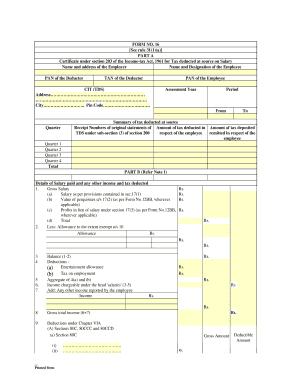 FORM NO. 16
[See rule 31(1)(a)]
PART A
Certificate under section 203 of the Income-tax Act, 1961 for Tax deducted at source on Salary
Name and address of the Employer Name and Designation of the Employee
PAN of the Deductor TAN of the Deductor PAN of the Employee
CIT (TDS) Assessment Year Period
Address
City Pin Code From To
Summary of tax deducted at source
Quarter Receipt Numbers of original statements of TDS under sub-section (3) of section 200 Amount of tax deducted in respect of the employee Amount of tax deposited remitted in respect of the employee
Quarter 1
Quarter 2
Quarter 3
Quarter 4
Total
PART B (Refer Note 1)
Details of Salary paid and any other income and tax deducted
1. Gross Salary Rs.
(a) Salary as per provisions contained in sec.17(1) Rs.
(b) Value of perquisites u/s 17(2) (as per Form No.12BB, wherever applicable) Rs.
(c) Profits in lieu of salary under section 17(3) (as per Form No.12BB, wherever applicable) Rs.
(d) Total Rs.
2. Less: Allowance to the extent exempt u/s 10
Allowance Rs.
Rs.
Rs.
3. Balance (1-2) Rs.
4. Deductions :
(a) Entertainment allowance Rs.
(b) Tax on employment Rs.
5 Aggregate of 4(a) and (b) Rs.
6. Income chargeable under the head 'salaries' (3-5) Rs
7. Add: Any other income reported by the employee
Income Rs.
Rs.
8 Gross total income (6+7) Rs.
9. Deductions under Chapter VIA
(A) Sections 80C, 80CCC and 80CCD
(a) Section 80C Gross Amount Deductible Amount
(i)
(ii)
Printed from